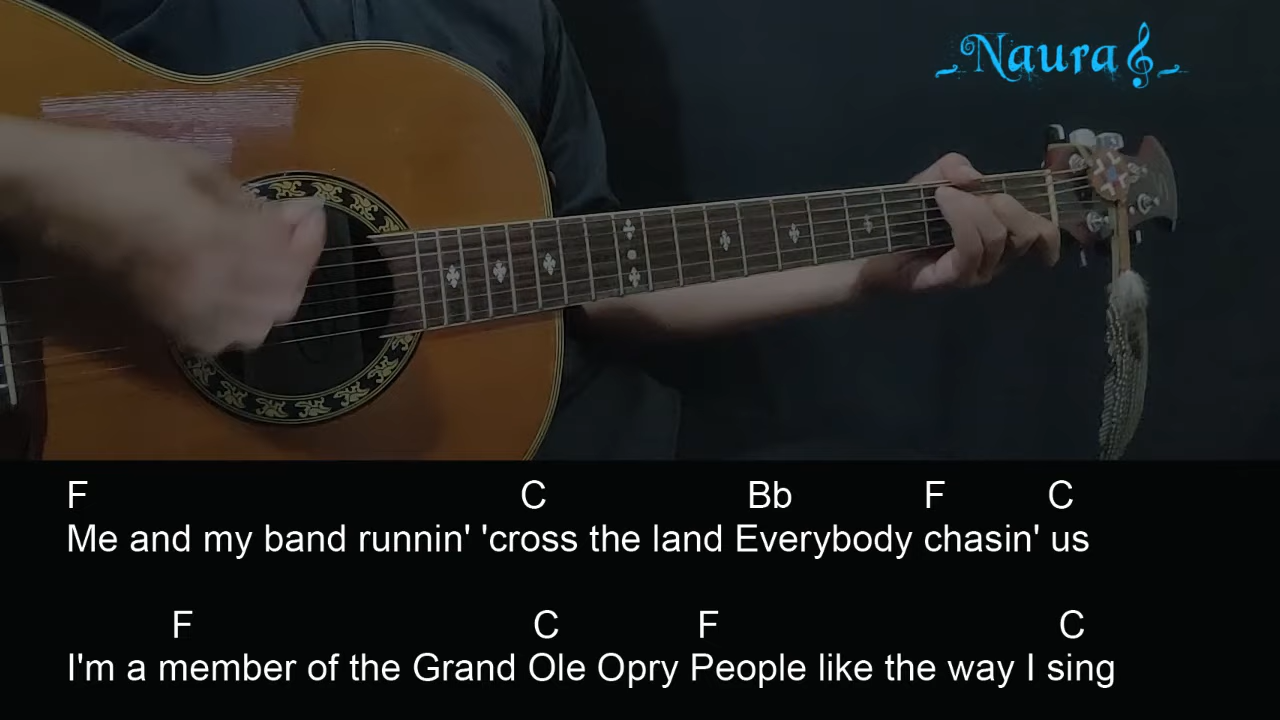 Naura
F C Bb F C
Me and my band runnin' 'cross the land Everybody chasin' us
F C F C
I'm a member of the Grand Ole Opry People like the way I sing